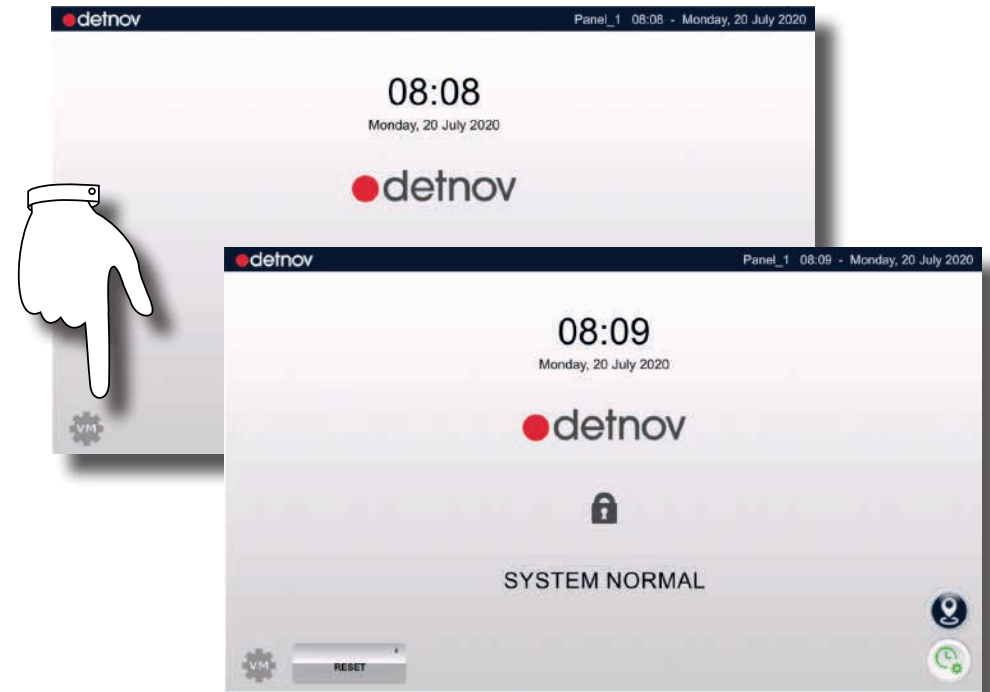 detnov Panel_1 08:08 - Monday, 20 July 2020
08:08
Monday, 20 July 2020
detnov
VM
detnov Panel_1 08:09 - Monday, 20 July 2020
08:09
Monday, 20 July 2020
detnov
SYSTEM NORMAL
VM RESET